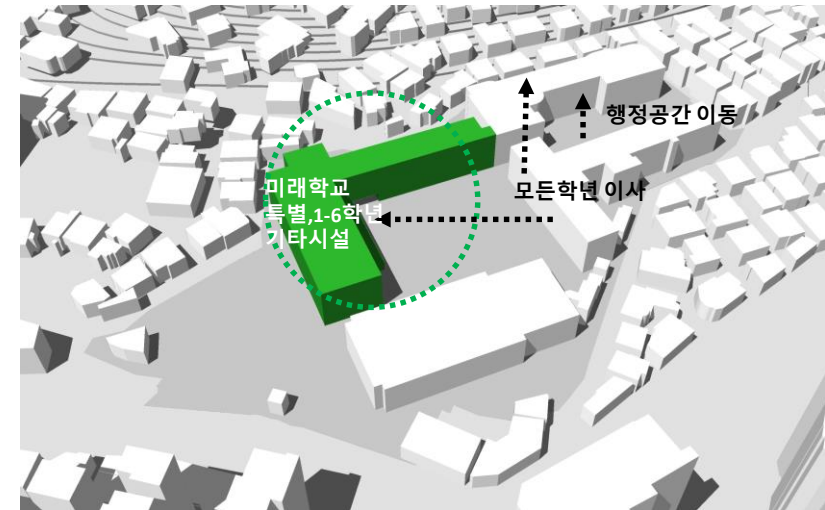 행정공간 이동
미래학교
특별,1-6학년
기타시설
모든학년 이사